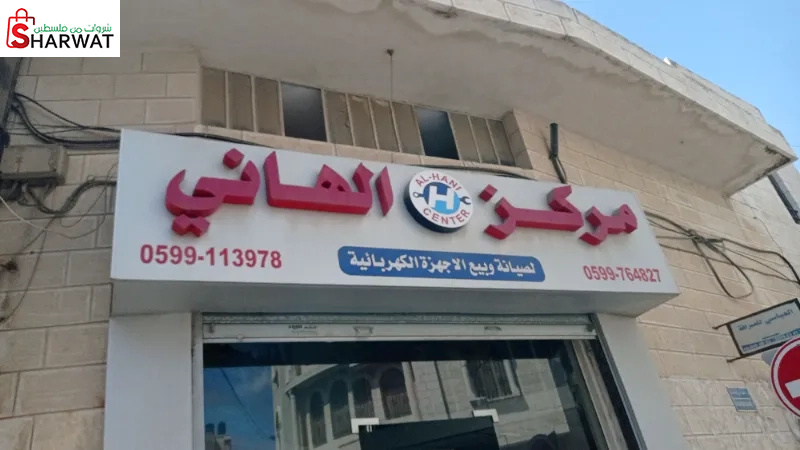 شروات من فلسطين
SHARWAT
مركز الهاني
AL-HANI
H
CENTER
0599-113978
لصيانة وبيع الاجهزة الكهربائية
0599-764827